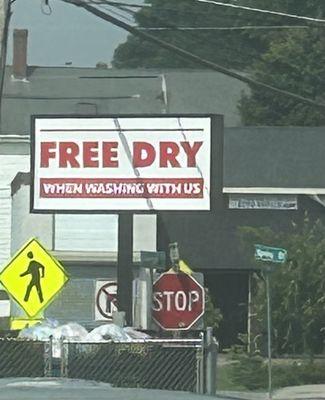 FREE DRY
WHEN WASHING WITH US
STOP